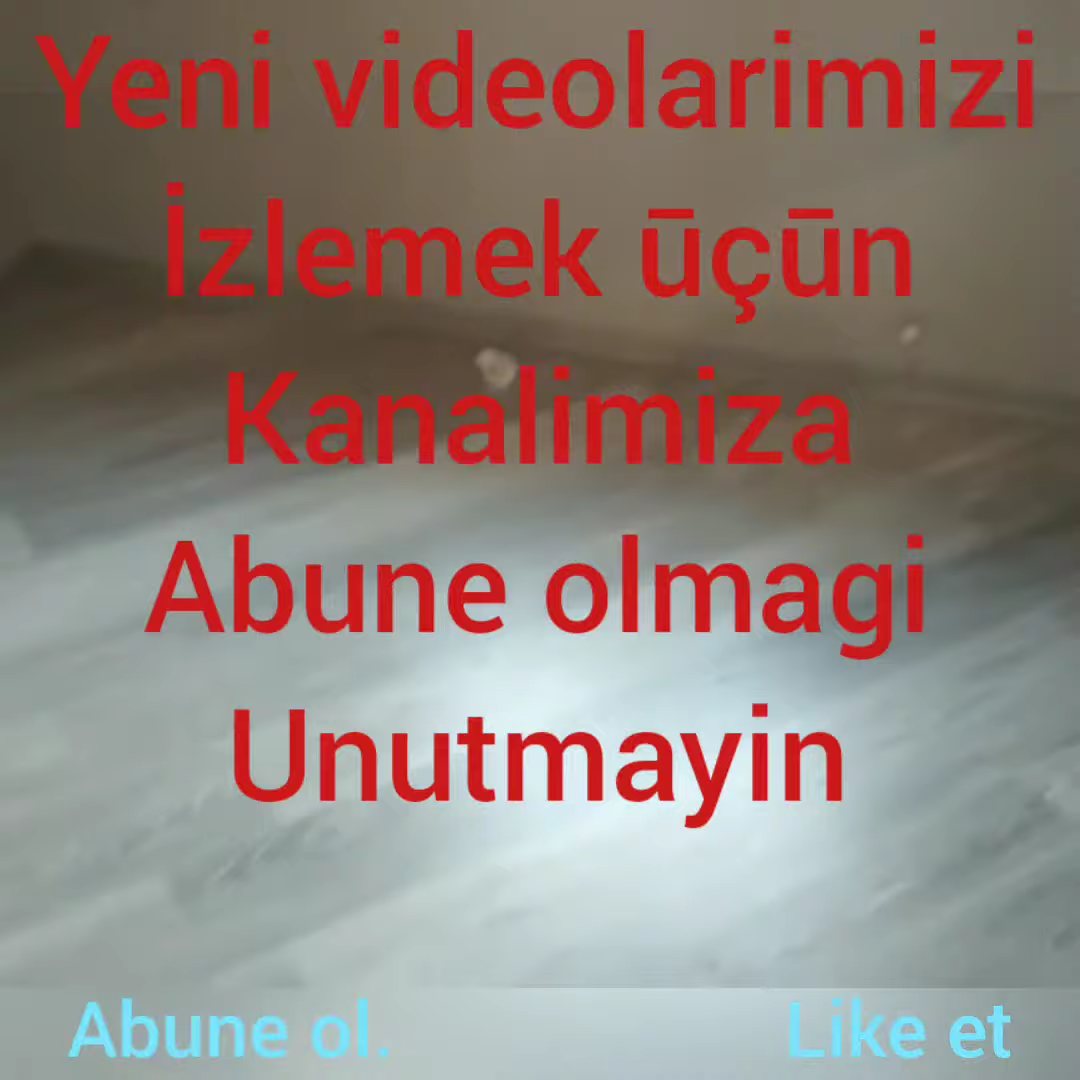 Yeni videolarimizi
İzlemek ūçūn
Kanalimiza
Abune olmagi
Unutmayin
Abune ol. Like et